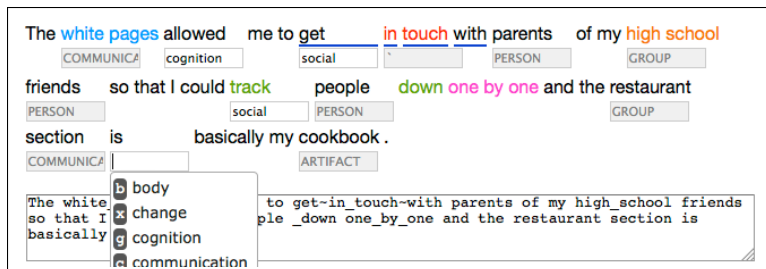 The white pages allowed me to get in touch with parents of my high school
COMMUNICA cognition social ` PERSON GROUP
friends so that I could track people down one by one and the restaurant
PERSON social PERSON GROUP
section is basically my cookbook .
COMMUNICA ARTIFACT
b body
x change
g cognition
c communication
The white to get~in_touch~with parents of my high_school friends
so that I ple _down one_by_one and the restaurant section is
basically